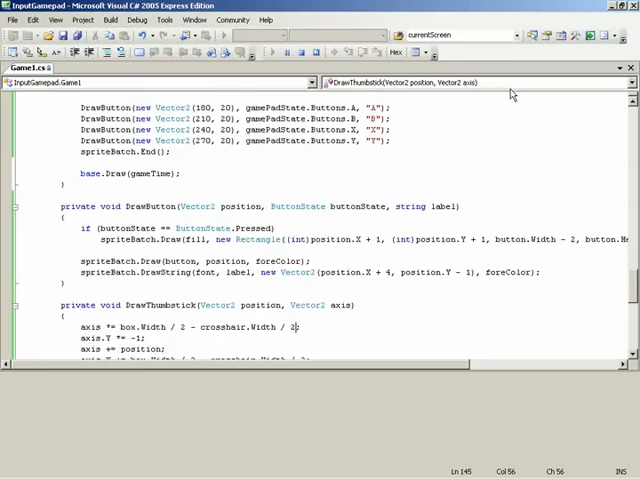 InputGamepad - Microsoft Visual C# 2005 Express Edition
File Edit View Project Build Debug Tools Window Community Help
currentScreen
Hex
Game1.cs
InputGamepad.Game1
DrawThumbstick(Vector2 position, Vector2 axis)
DrawButton(new Vector2(180, 20), gamePadState.Buttons.A, "A");
DrawButton(new Vector2(210, 20), gamePadState.Buttons.B, "B");
DrawButton(new Vector2(240, 20), gamePadState.Buttons.X, "X");
DrawButton(new Vector2(270, 20), gamePadState.Buttons.Y, "Y");
spriteBatch.End();
base.Draw(gameTime);
}
private void DrawButton(Vector2 position, ButtonState buttonState, string label)
{
if (buttonState == ButtonState.Pressed)
spriteBatch.Draw(fill, new Rectangle((int)position.X + 1, (int)position.Y + 1, button.Width - 2, button.He
spriteBatch.Draw(button, position, foreColor);
spriteBatch.DrawString(font, label, new Vector2(position.X + 4, position.Y - 1), foreColor);
}
private void DrawThumbstick(Vector2 position, Vector2 axis)
{
axis *= box.Width / 2 - crosshair.Width / 2;
axis.Y *= -1;
axis += position;
Ln 145 Col 56 Ch 56 INS